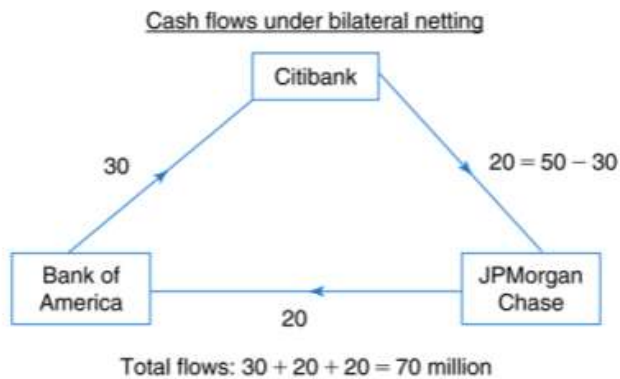 Cash flows under bilateral netting
Citibank
30
20 = 50 − 30
Bank of
America
JPMorgan
Chase
20
Total flows: 30 + 20 + 20 = 70 million